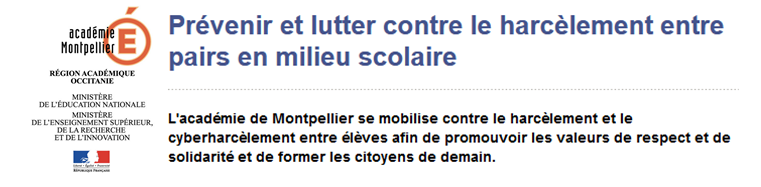 académie
Montpellier
É
RÉGION ACADÉMIQUE
OCCITANIE
MINISTÈRE
DE L'ÉDUCATION NATIONALE
MINISTÈRE
DE L'ENSEIGNEMENT SUPÉRIEUR,
DE LA RECHERCHE
ET DE L'INNOVATION
Liberté • Égalité • Fraternité
RÉPUBLIQUE FRANÇAISE
Prévenir et lutter contre le harcèlement entre
pairs en milieu scolaire
L'académie de Montpellier se mobilise contre le harcèlement et le
cyberharcèlement entre élèves afin de promouvoir les valeurs de respect et de
solidarité et de former les citoyens de demain.